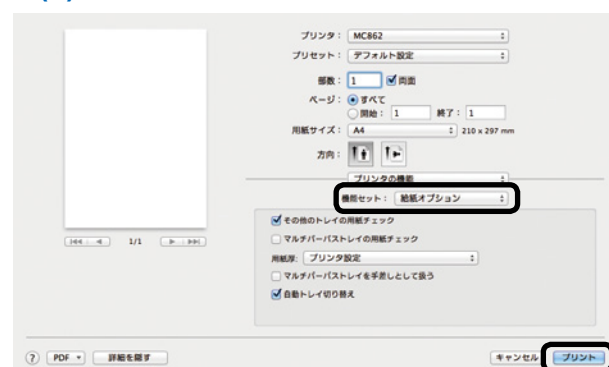 プリンタ： MC862
プリセット： デフォルト設定
部数： 1 両面
ページ： すべて
開始： 1 終了： 1
用紙サイズ： A4 210 x 297 mm
方向：
プリンタの機能
機能セット： 給紙オプション
その他のトレイの用紙チェック
マルチパーパストレイの用紙チェック
用紙厚: プリンタ設定
マルチパーパストレイを手差しとして扱う
自動トレイ切り替え
1/1
? PDF 詳細を隠す キャンセル プリント